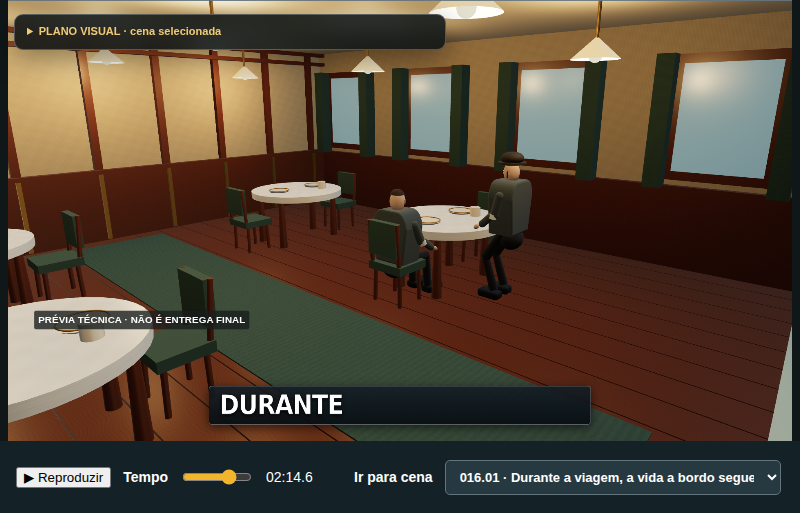 ▶ PLANO VISUAL · cena selecionada
PRÉVIA TÉCNICA · NÃO É ENTREGA FINAL
DURANTE
▶ Reproduzir Tempo 02:14.6 Ir para cena 016.01 · Durante a viagem, a vida a bordo segue